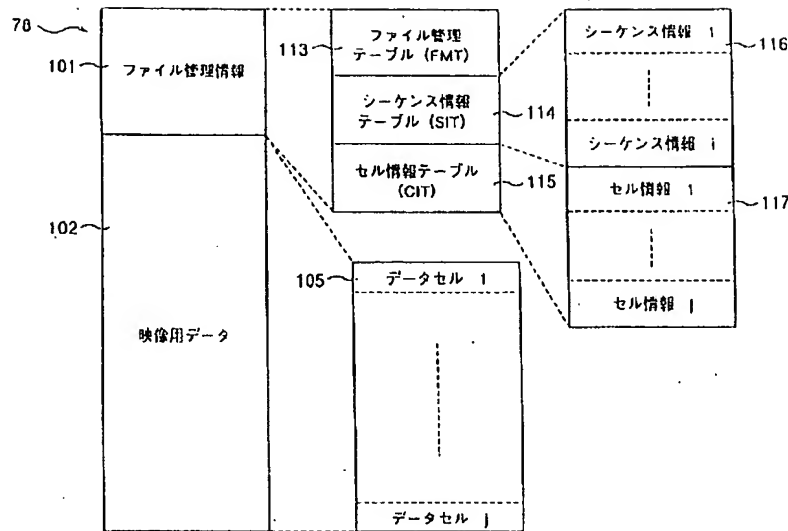 78
101
ファイル管理情報
102
映像用データ
113
ファイル管理
テーブル (FMT)
シーケンス情報
テーブル (SIT)
114
セル情報テーブル
(CIT)
115
シーケンス情報 1
116
シーケンス情報 i
セル情報 1
117
セル情報 j
105
データセル 1
データセル j